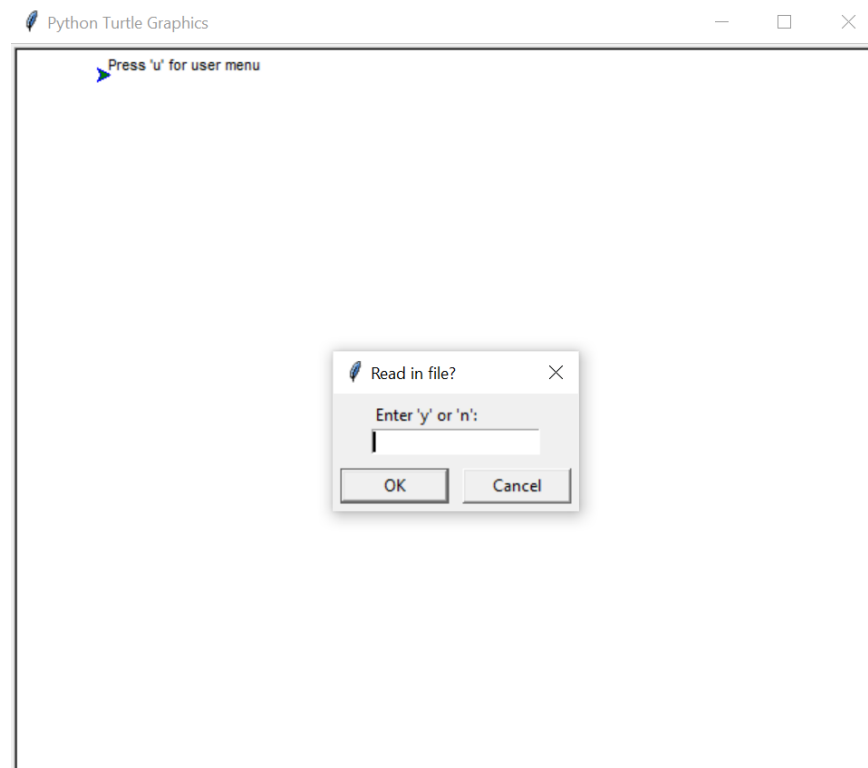 Python Turtle Graphics
Press 'u' for user menu
Read in file?
Enter 'y' or 'n':
OK Cancel